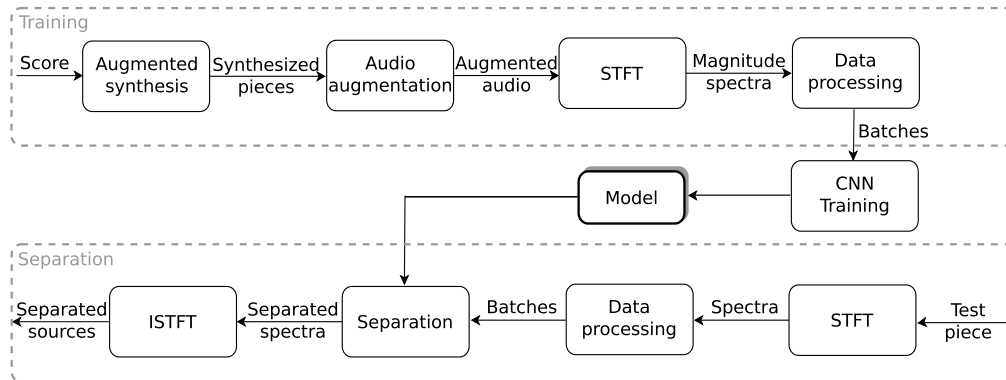 Training
Score
Augmented
synthesis
Synthesized
pieces
Audio
augmentation
Augmented
audio
STFT
Magnitude
spectra
Data
processing
Batches
Model
CNN
Training
Separation
Separated
sources
ISTFT
Separated
spectra
Separation
Batches
Data
processing
Spectra
STFT
Test
piece